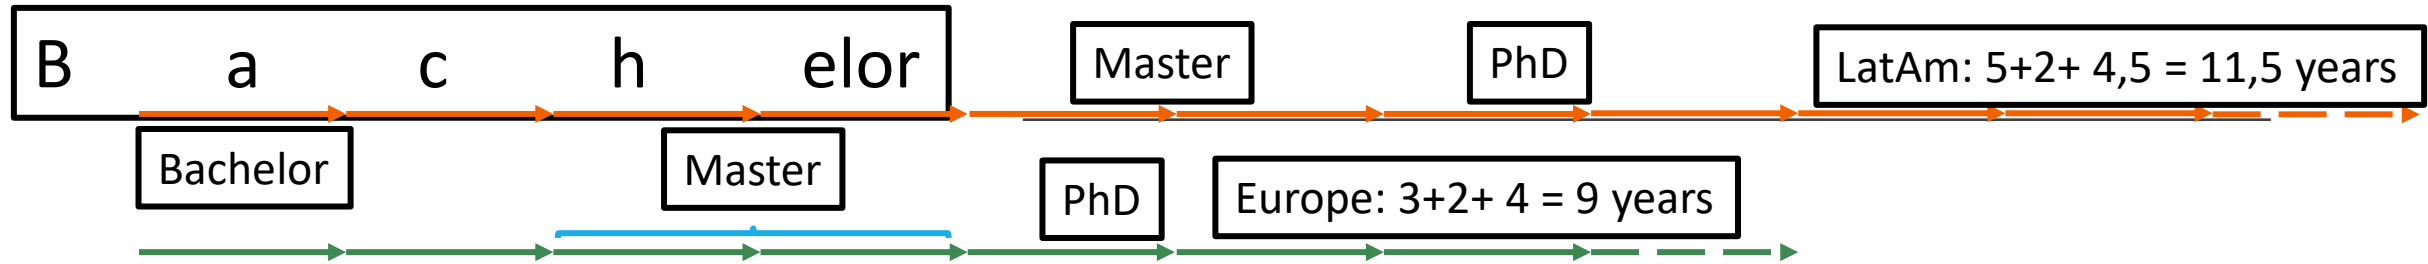 B a c h elor
Master
PhD
LatAm: 5+2+ 4,5 = 11,5 years
Bachelor
Master
PhD
Europe: 3+2+ 4 = 9 years